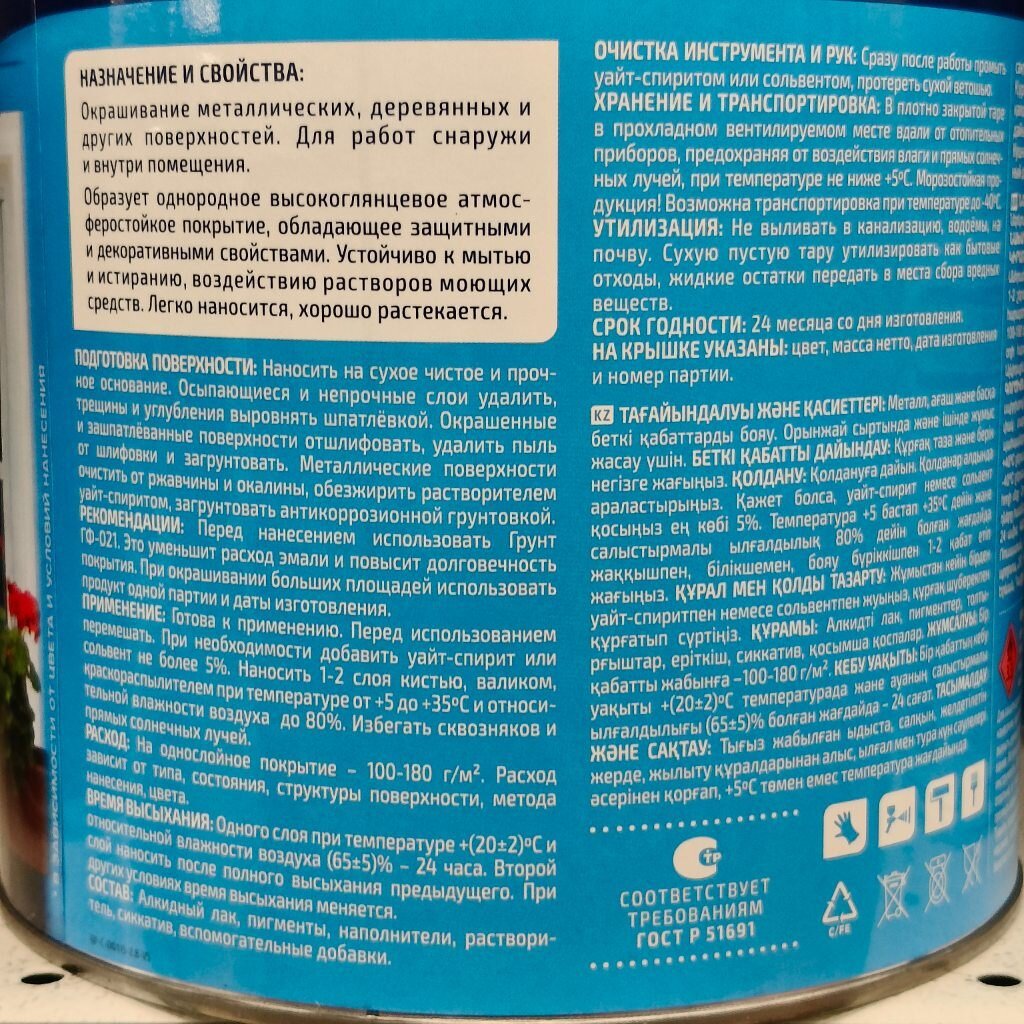 НАЗНАЧЕНИЕ И СВОЙСТВА:
Окрашивание металлических, деревянных и
других поверхностей. Для работ снаружи
и внутри помещения.
Образует однородное высокоглянцевое атмос-
феростойкое покрытие, обладающее защитными
и декоративными свойствами. Устойчиво к мытью
и истиранию, воздействию растворов моющих
средств. Легко наносится, хорошо растекается.
ПОДГОТОВКА ПОВЕРХНОСТИ: Наносить на сухое чистое и проч-
ное основание. Осыпающиеся и непрочные слои удалить,
трещины и углубления выровнять шпатлёвкой. Окрашенные
и зашпатлёванные поверхности отшлифовать, удалить пыль
от шлифовки и загрунтовать. Металлические поверхности
очистить от ржавчины и окалины, обезжирить растворителем
уайт-спиритом, загрунтовать антикоррозионной грунтовкой.
РЕКОМЕНДАЦИИ: Перед нанесением использовать Грунт
ГФ-021. Это уменьшит расход эмали и повысит долговечность
покрытия. При окрашивании больших площадей использовать
продукт одной партии и даты изготовления.
ПРИМЕНЕНИЕ: Готова к применению. Перед использованием
перемешать. При необходимости добавить уайт-спирит или
сольвент не более 5%. Наносить 1-2 слоя кистью, валиком,
краскораспылителем при температуре от +5 до +35ºС и относи-
тельной влажности воздуха до 80%. Избегать сквозняков и
прямых солнечных лучей.
РАСХОД: На однослойное покрытие – 100-180 г/м². Расход
зависит от типа, состояния, структуры поверхности, метода
нанесения, цвета.
ВРЕМЯ ВЫСЫХАНИЯ: Одного слоя при температуре +(20±2)ºС и
относительной влажности воздуха (65±5)% – 24 часа. Второй
слой наносить после полного высыхания предыдущего. При
других условиях время высыхания меняется.
СОСТАВ: Алкидный лак, пигменты, наполнители, раствори-
тель, сиккатив, вспомогательные добавки.
В ЗАВИСИМОСТИ ОТ ЦВЕТА И УСЛОВИЙ НАНЕСЕНИЯ
ОЧИСТКА ИНСТРУМЕНТА И РУК: Сразу после работы промыть
уайт-спиритом или сольвентом, протереть сухой ветошью.
ХРАНЕНИЕ И ТРАНСПОРТИРОВКА: В плотно закрытой таре
в прохладном вентилируемом месте вдали от отопительных
приборов, предохраняя от воздействия влаги и прямых солнеч-
ных лучей, при температуре не ниже +5ºС. Морозостойкая про-
дукция! Возможна транспортировка при температуре до -40ºС.
УТИЛИЗАЦИЯ: Не выливать в канализацию, водоёмы, на
почву. Сухую пустую тару утилизировать как бытовые
отходы, жидкие остатки передать в места сбора вредных
веществ.
СРОК ГОДНОСТИ: 24 месяца со дня изготовления.
НА КРЫШКЕ УКАЗАНЫ: цвет, масса нетто, дата изготовления
и номер партии.
KZ ТАҒАЙЫНДАЛУЫ ЖӘНЕ ҚАСИЕТТЕРІ: Металл, ағаш және басқа
беткі қабаттарды бояу. Орынжай сыртында және ішінде жұмыс
жасау үшін. БЕТКІ ҚАБАТТЫ ДАЙЫНДАУ: Құрғақ, таза және берік
негізге жағыңыз. ҚОЛДАНУ: Қолдануға дайын. Қолданар алдында
араластырыңыз. Қажет болса, уайт-спирит немесе сольвент
қосыңыз ең көбі 5%. Температура +5 бастап +35ºС дейін және
салыстырмалы ылғалдылық 80% дейін болған жағдайда
жаққышпен, білікшемен, бояу бүріккішпен 1-2 қабат етіп
жағыңыз. ҚҰРАЛ МЕН ҚОЛДЫ ТАЗАРТУ: Жұмыстан кейін бірден
уайт-спиритпен немесе сольвентпен жуыңыз, құрғақ шүберекпен
құрғатып сүртіңіз. ҚҰРАМЫ: Алкидті лак, пигменттер, толты-
рғыштар, еріткіш, сиккатив, қосымша қоспалар. ЖҰМСАЛУЫ: Бір
қабатты жабынға –100-180 г/м². КЕБУ УАҚЫТЫ: Бір қабаттың кебу
уақыты +(20±2)ºС температурада және ауаның салыстырмалы
ылғалдылығы (65±5)% болған жағдайда - 24 сағат. ТАСЫМАЛДАУ
ЖӘНЕ САҚТАУ: Тығыз жабылған ыдыста, салқын, желдетілетін
жерде, жылыту құралдарынан алыс, ылғал мен тура күн сәулелері
әсерінен қорғап, +5ºС төмен емес температура жағдайында.
СТР
СООТВЕТСТВУЕТ
ТРЕБОВАНИЯМ
ГОСТ Р 51691
C/FE